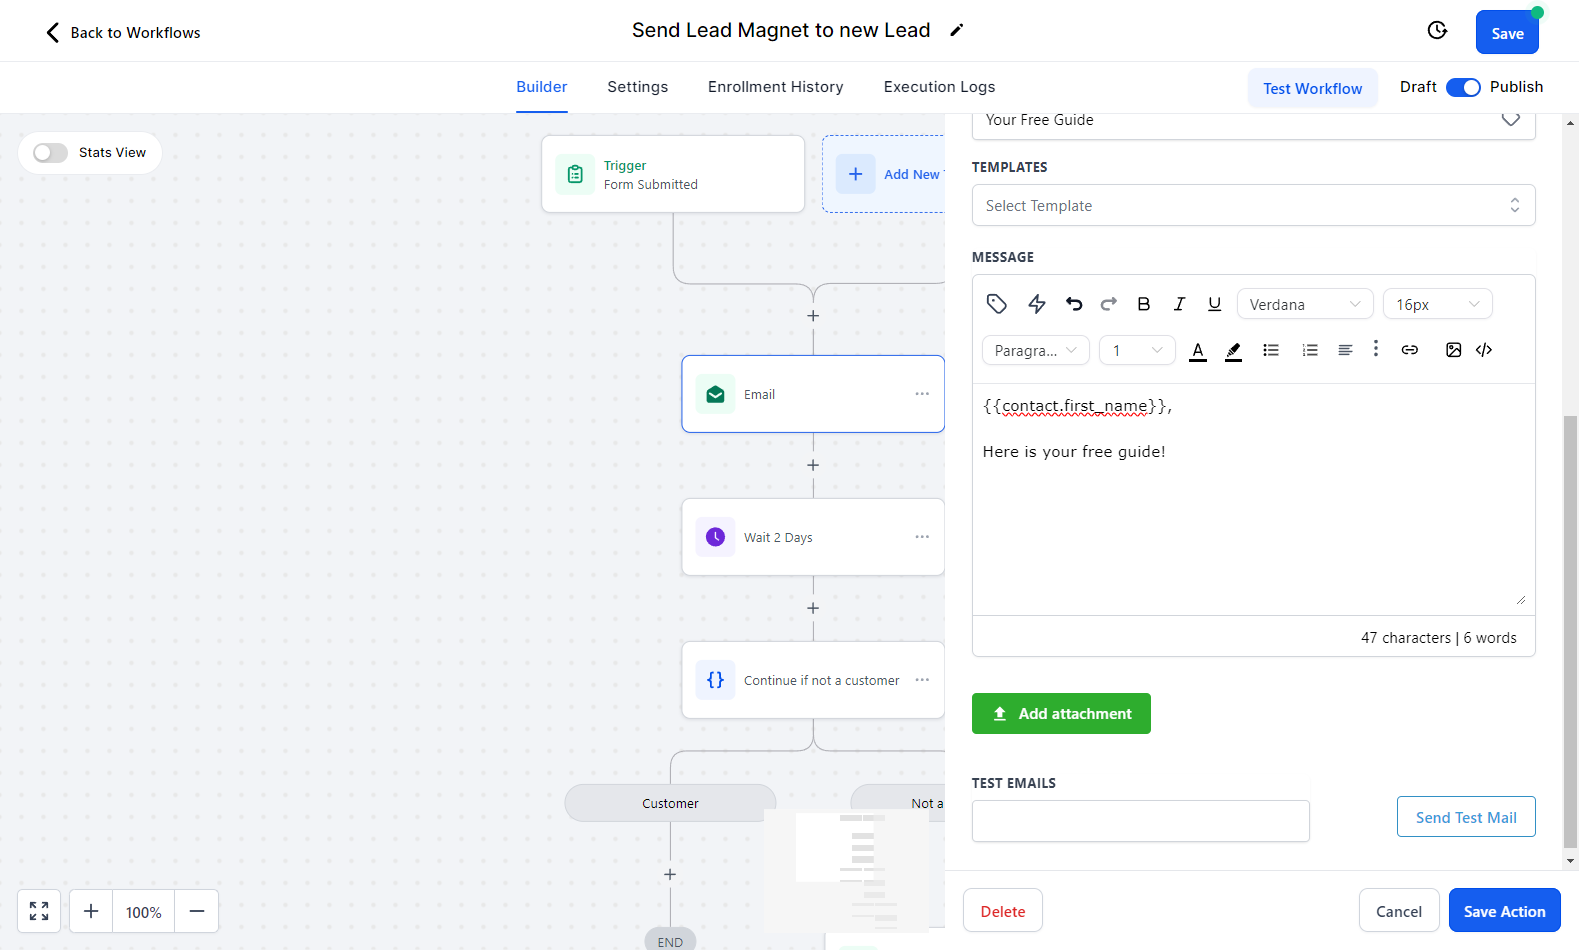 Back to Workflows
Send Lead Magnet to new Lead
Save
Builder
Settings
Enrollment History
Execution Logs
Test Workflow
Draft
Publish
Stats View
Trigger
Form Submitted
Add New
Email
Wait 2 Days
Continue if not a customer
Customer
Not a
END
100%
Your Free Guide
TEMPLATES
Select Template
MESSAGE
B I U
Verdana
16px
Paragra...
1
A
{{contact.first_name}},
Here is your free guide!
47 characters | 6 words
Add attachment
TEST EMAILS
Send Test Mail
Delete
Cancel
Save Action